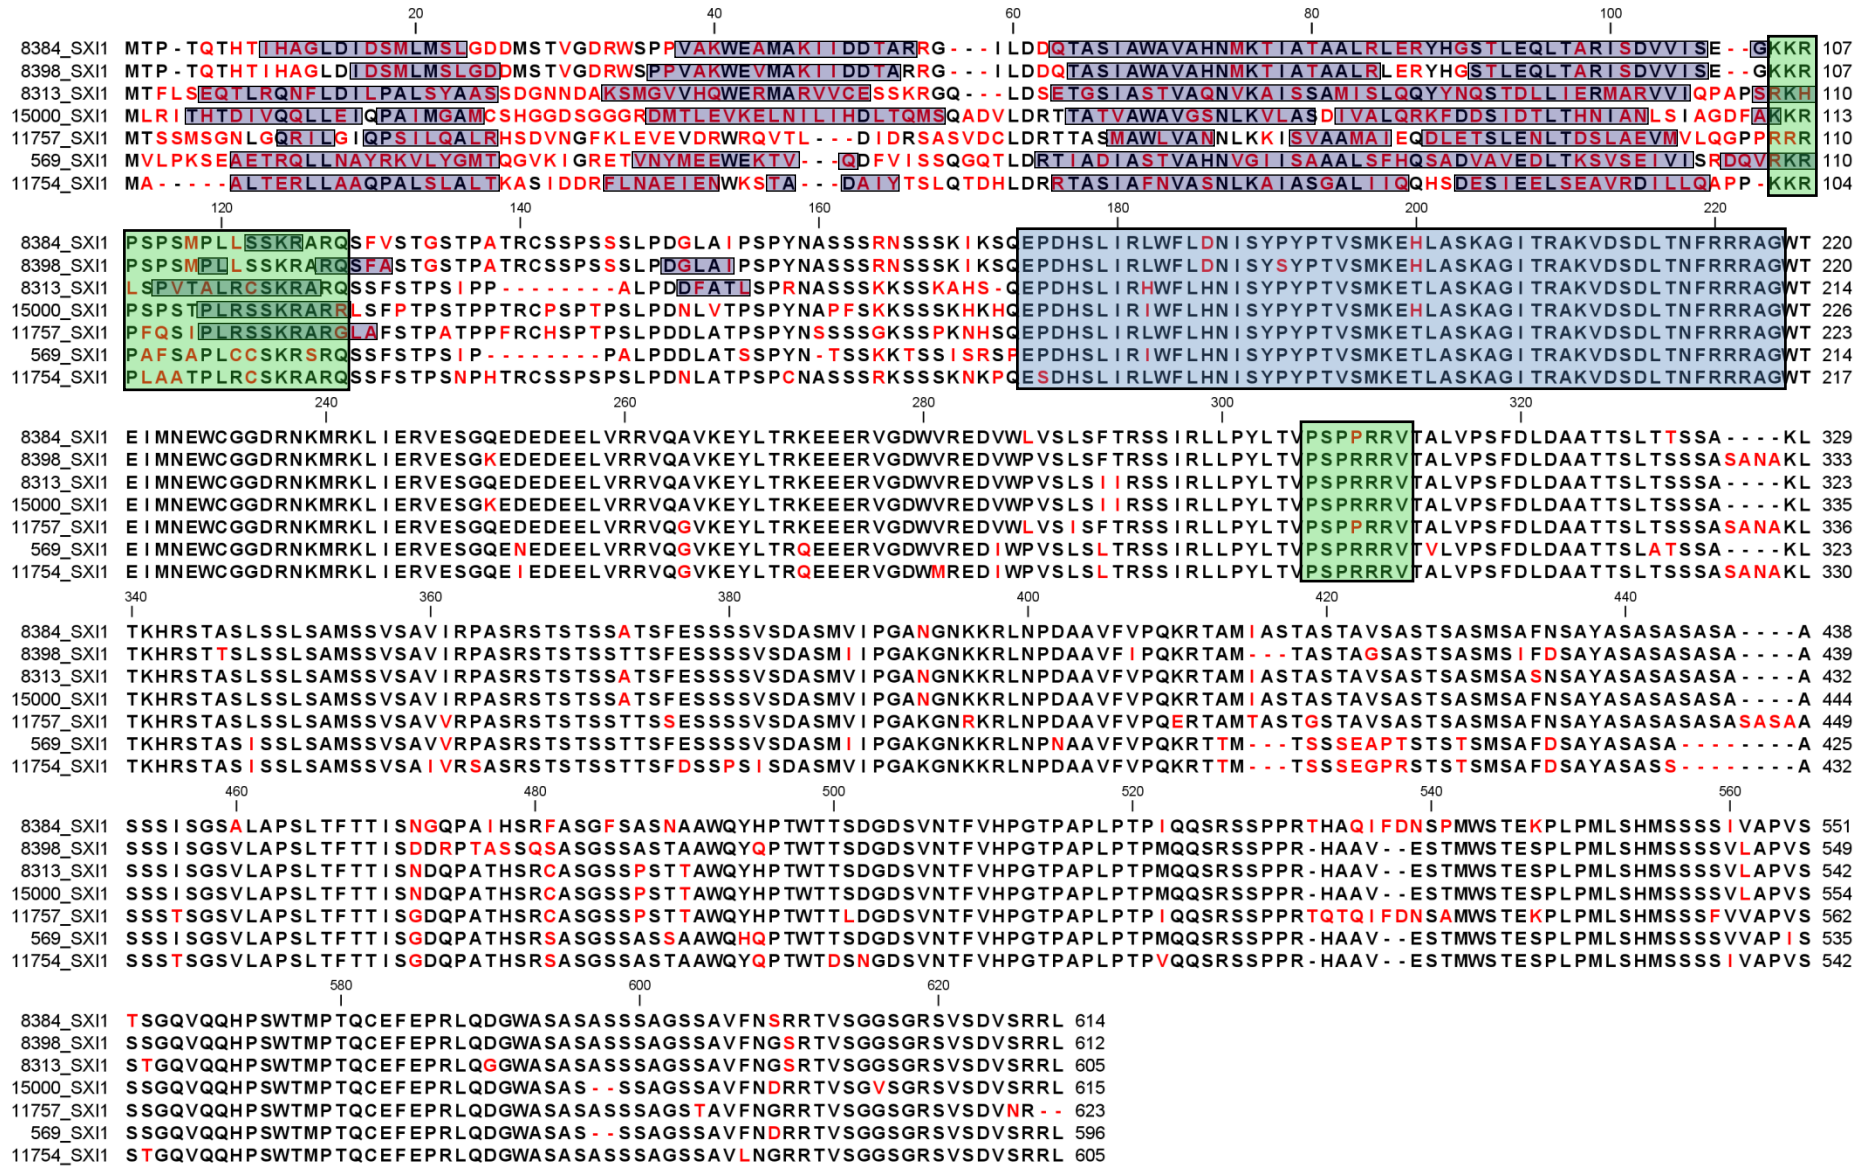 20 40 60 80 100
8384_SXI1 MTP-TQTHTIHAGLDIDSMLMSLGDDMSTVGDRWSPPVAKWEAMAKIIDDTARRG---ILDDQTASIAWAVAHNMKTIATAALRLERYHGSTLEQLTARISDVVISE--GKKR 107
8398_SXI1 MTP-TQTHTIHAGLDIDSMLMSLGDDMSTVGDRWSPPVAKWEVMAKIIDDTARRG---ILDDQTASIAWAVAHNMKTIATAALRLERYHGSTLEQLTARISDVVISE--GKKR 107
8313_SXI1 MTFLSEQTLRQNFLDILPALSYAASSSDGNNDAKSMGVVHQWERMARVVCESSKRGQ--LDSETGSIASTVAQNVKAISSAMISLQQYYNQSTDLLIERMARVVIQPAPSRKH 110
15000_SXI1 MLRITHTDIVQQLLEIQPAIMGAMCSHGGDSGGGRDMTLEVKELNILIHDLTQMSQADVLDRTTATVAWAVGSNLKVLASDIVALQRKFDDILTHNIANLSIAGDFAKKR 113
11757_SXI1 MTSSMSGNLGQRILGIQPSILQALRHSDVNGFKLEVEVDRWRQVTL---DIDRSASVDCLDRTTASMAWLVANNLKKISVAAMAIEQDLETSLENLTDSLAEVMVLQGPPRRR 110
569_SXI1 MVLPKSEAETRQLLNAYRKVLYGMTQGVKIGRETVNYMEEWEKTV---QDFVISSQGQTLDRTIADIASTVAHNVGIISAALSFHQSADVAVEDLTKSVSEIVISRDQVRKR 110
11754_SXI1 MA-----ALTERLLAAQPALSLALTKASIDDRFLNAEIENWKSTA---DAIYTSLQTDHLDRRTASIAFNVASNLKAIASGALIIQQHSDESIEELSEAVRDILLQAPP-KKR 104
120 140 160 180 200 220
8384_SXI1 PSPSMPLLSSKRARQSFVSTGSTPATRCSSPSSSLPDGLAIPSPYNASSSRNSSSKIKSQEPDHSLIRLWFLDNISYPYPTVSMKEHLASKAGITRAKVDSDLTNFRRRAGWT 220
8398_SXI1 PSPSMPLLSSKRARQSFASTGSTPATRCSSPSSSLPDGLAIPSPYNASSSRNSSSKIKSQEPDHSLIRLWFLDNISYSYPTVSMKEHLASKAGITRAKVDSDLTNFRRRAGWT 220
8313_SXI1 LSPVTALRCSKRARQSSFSTPSIPP--------ALPDDFATLSPRNASSSKKSSSKAHS-QEPDHSLIRHWFLHNISYPYPTVSMKETLASKAGITRAKVDSDLTNFRRRAGWT 214
15000_SXI1 PSPSTPLRSSKRARRLSFPTPSTPPTRCPSPTPSLPDNLVTPSPYNAPFSKKSSSKHKHQEPDHSLIRIWFLHNISYPYPTVSMKEHLASKAGITRAKVDSDLTNFRRRAGWT 226
11757_SXI1 PFQSIPLRSSKRARGLAFSTPATPPFRCHSPTPSLPDDLATPSPYNSSSSGKSSPKNHSQEPDHSLIRLWFLHNISYPYPTVSMKETLASKAGITRAKVDSDLTNFRRRAGWT 223
569_SXI1 PAFSAPLCCSKRSRQSSFSTPSIP--------PALPDDLATSSPYN-TSSKKTSSISRSPEPDHSLIRIWFLHNISYPYPTVSMKETLASKAGITRAKVDSDLTNFRRRAGWT 214
11754_SXI1 PLAATPLRCSKRARQSSFSTPSNPHTRCSSPSPSLPDNLATPSPCNASSSRKSSSKNKPQESDHSLIRLWFLHNISYPYPTVSMKETLASKAGITRAKVDSDLTNFRRRAGWT 217
240 260 280 300 320
8384_SXI1 EIMNEWCGGDRNKMRKLIERVESGQEDEDEELVRRVQAVKEYLTRKEEERVGDWVREDVWLVSLSFTRSSIRLLPYLTVPSPPRRVTALVPSFDLDAATTSLTTSSA----KL 329
8398_SXI1 EIMNEWCGGDRNKMRKLIERVESGKEDEDEELVRRVQAVKEYLTRKEEERVGDWVREDVWPVSLSFTRSSIRLLPYLTVPSPRRRVTALVPSFDLDAATTSLTSSSASANAKL 333
8313_SXI1 EIMNEWCGGDRNKMRKLIERVESGQEDEDEELVRRVQAVKEYLTRKEEERVGDWVREDVWPVSLSIIRSSIRLLPYLTVPSPRRRVTALVPSFDLDAATTSLTSSSA----KL 323
15000_SXI1 EIMNEWCGGDRNKMRKLIERVESGKEDEDEELVRRVQAVKEYLTRKEEERVGDWVREDVWPVSLSIIRSSIRLLPYLTVPSPRRRVTALVPSFDLDAATTSLTSSSA----KL 335
11757_SXI1 EIMNEWCGGDRNKMRKLIERVESGQEDEDEELVRRVQGVKEYLTRKEEERVGDWVREDVWLVSISFTRSSIRLLPYLTVPSPPRRVTALVPSFDLDAATTSLTSSSASANAKL 336
569_SXI1 EIMNEWCGGDRNKMRKLIERVESGQENEDEELVRRVQGVKEYLTRQEEERVGDWVREDIWPVSLSLTRSSIRLLPYLTVPSPRRRVTVLVPSFDLDAATTSLATSSA----KL 323
11754_SXI1 EIMNEWCGGDRNKMRKLIERVESGQEIEDEELVRRVQGVKEYLTRQEEERVGDWMREDIWPVSLSLTRSSIRLLPYLTVPSPRRRVTALVPSFDLDAATTSLTSSSASANAKL 330
340 360 380 400 420 440
8384_SXI1 TKHRSTASLSSLSAMSSVSAVIRPASRSTSTSSATSFESSSSVSDASMVIPGANGNKKRLNPDAAVFVPQKRTAMIASTASTAVSASTSASMSAFNSAYASASASASA----A 438
8398_SXI1 TKHRSTTSLSSLSAMSSVSAVIRPASRSTSTSSTTSFESSSSVSDASMIIPGAKGNKKRLNPDAAVFIPQKRTAM---TASTAGSASTSASMSIFDSAYASASASASA----A 439
8313_SXI1 TKHRSTASLSSLSAMSSVSAVIRPASRSTSTSSATSFESSSSVSDASMVIPGANGNKKRLNPDAAVFVPQKRTAMIASTASTAVSASTSASMSASNSAYASASASASA----A 432
15000_SXI1 TKHRSTASLSSLSAMSSVSAVIRPASRSTSTSSATSFESSSSVSDASMVIPGANGNKKRLNPDAAVFVPQKRTAMIASTASTAVSASTSASMSAFNSAYASASASASA----A 444
11757_SXI1 TKHRSTASLSSLSAMSSVSAVVRPASRSTSTSSTTSSESSSSVSDASMVIPGAKGNRKRLNPDAAVFVPQERTAMTASTGSTAVSASTSASMSAFNSAYASASASASASASAA 449
569_SXI1 TKHRSTASISSLSAMSSVSAVVRPASRSTSTSSTTSFESSSSVSDASMIIPGAKGNKKRLNPNAAVFVPQKRTTM---TSSSEAPTSTSTSMSAFDSAYASASA--------A 425
11754_SXI1 TKHRSTASISSLSAMSSVSAIVRSASRSTSTSSTTSFDSSPSISDASMVIPGAKGNKKRLNPDAAVFVPQKRTTM---TSSSEGPRSTSTSMSAFDSAYASASS--------A 432
460 480 500 520 540 560
8384_SXI1 SSSISGSALAPSLTFTTISNGQPAIHSRFASGFSASNAAWQYHPTWTTSDGDSVNTFVHPGTPAPLPTPIQQSRSSPPRTHAQIFDNSPMWSTEKPLPMLSHMSSSSIVAPVS 551
8398_SXI1 SSSISGSVLAPSLTFTTISDDRPTASSQSASGSSASTAAWQYQPTWTTSDGDSVNTFVHPGTPAPLPTPMQQSRSSPPR-HAAV--ESTMWSTESPLPMLSHMSSSSVLAPVS 549
8313_SXI1 SSSISGSVLAPSLTFTTISNDQPATHSRCASGSSPSTTAWQYHPTWTTSDGDSVNTFVHPGTPAPLPTPMQQSRSSPPR-HAAV--ESTMWSTESPLPMLSHMSSSSVLAPVS 542
15000_SXI1 SSSISGSVLAPSLTFTTISNDQPATHSRCASGSSPSTTAWQYHPTWTTSDGDSVNTFVHPGTPAPLPTPMQQSRSSPPR-HAAV--ESTMWSTESPLPMLSHMSSSSVLAPVS 554
11757_SXI1 SSSTSGSVLAPSLTFTTISGDQPATHSRCASGSSPSTTAWQYHPTWTTLDGDSVNTFVHPGTPAPLPTPIQQSRSSPPRTQTQIFDNSAMWSTEKPLPMLSHMSSSFVVAPVS 562
569_SXI1 SSSISGSVLAPSLTFTTISGDQPATHSRSASGSSASSAAWQHQPTWTTSDGDSVNTFVHPGTPAPLPTPMQQSRSSPPR-HAAV--ESTMWSTESPLPMLSHMSSSSVVAPIS 535
11754_SXI1 SSSTSGSVLAPSLTFTTISGDQPATHSRSASGSSASTAAWQYQPTWTDSNGDSVNTFVHPGTPAPLPTPVQQSRSSPPR-HAAV--ESTMWSTESPLPMLSHMSSSSIVAPVS 542
580 600 620
8384_SXI1 TSGQVQQHPSWTMPTQCEFEPRLQDGWASASASSSAGSSAVFNSRRTVSGGSGRSVSDVSRRL 614
8398_SXI1 SSGQVQQHPSWTMPTQCEFEPRLQDGWASASASSSAGSSAVFNGSRTVSGGSGRSVSDVSRRL 612
8313_SXI1 STGQVQQHPSWTMPTQCEFEPRLQGGWASASASSSAGSSAVFNGSRTVSGGSGRSVSDVSRRL 605
15000_SXI1 SSGQVQQHPSWTMPTQCEFEPRLQDGWASAS--SSAGSSAVFNDRRTVSGVSGRSVSDVSRRL 615
11757_SXI1 SSGQVQQHPSWTMPTQCEFEPRLQDGWASASASSSAGSTAVFNGRRTVSGGSGRSVSDVNR-- 623
569_SXI1 SSGQVQQHPSWTMPTQCEFEPRLQDGWASAS--SSAGSSAVFNDRRTVSGGSGRSVSDVSRRL 596
11754_SXI1 STGQVQQHPSWTMPTQCEFEPRLQDGWASASASSSAGSSAVLNGRRTVSGGSGRSVSDVSRRL 605